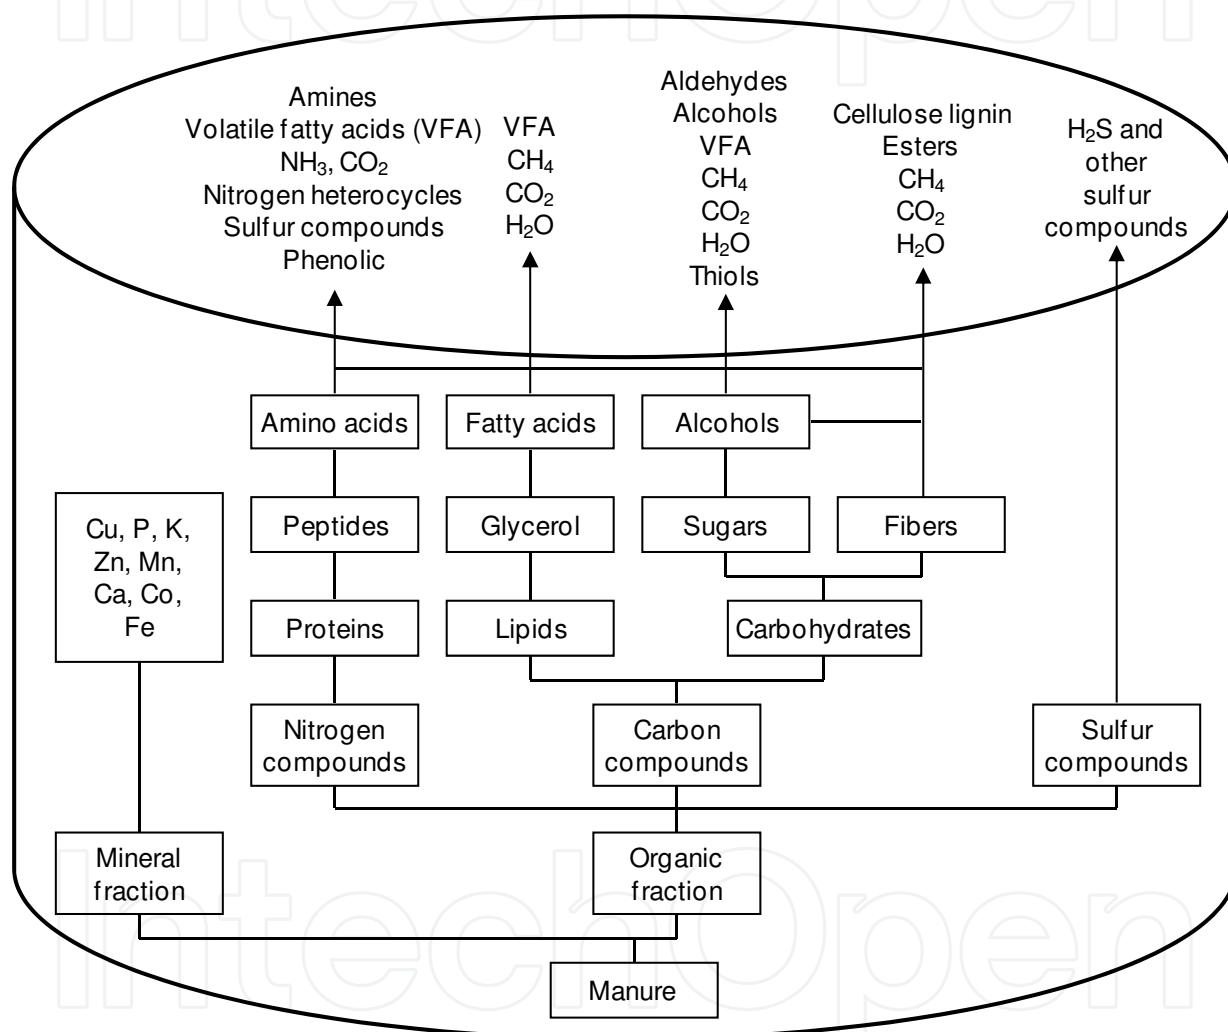 Amines
Volatile fatty acids (VFA)
NH₃, CO₂
Nitrogen heterocycles
Sulfur compounds
Phenolic
VFA
CH₄
CO₂
H₂O
Aldehydes
Alcohols
VFA
CH₄
CO₂
H₂O
Thiols
Cellulose lignin
Esters
CH₄
CO₂
H₂O
H₂S and
other
sulfur
compounds
Amino acids
Fatty acids
Alcohols
Cu, P, K,
Zn, Mn,
Ca, Co,
Fe
Peptides
Glycerol
Sugars
Fibers
Proteins
Lipids
Carbohydrates
Nitrogen
compounds
Carbon
compounds
Sulfur
compounds
Mineral
fraction
Organic
fraction
Manure
IntechOpen
IntechOpen